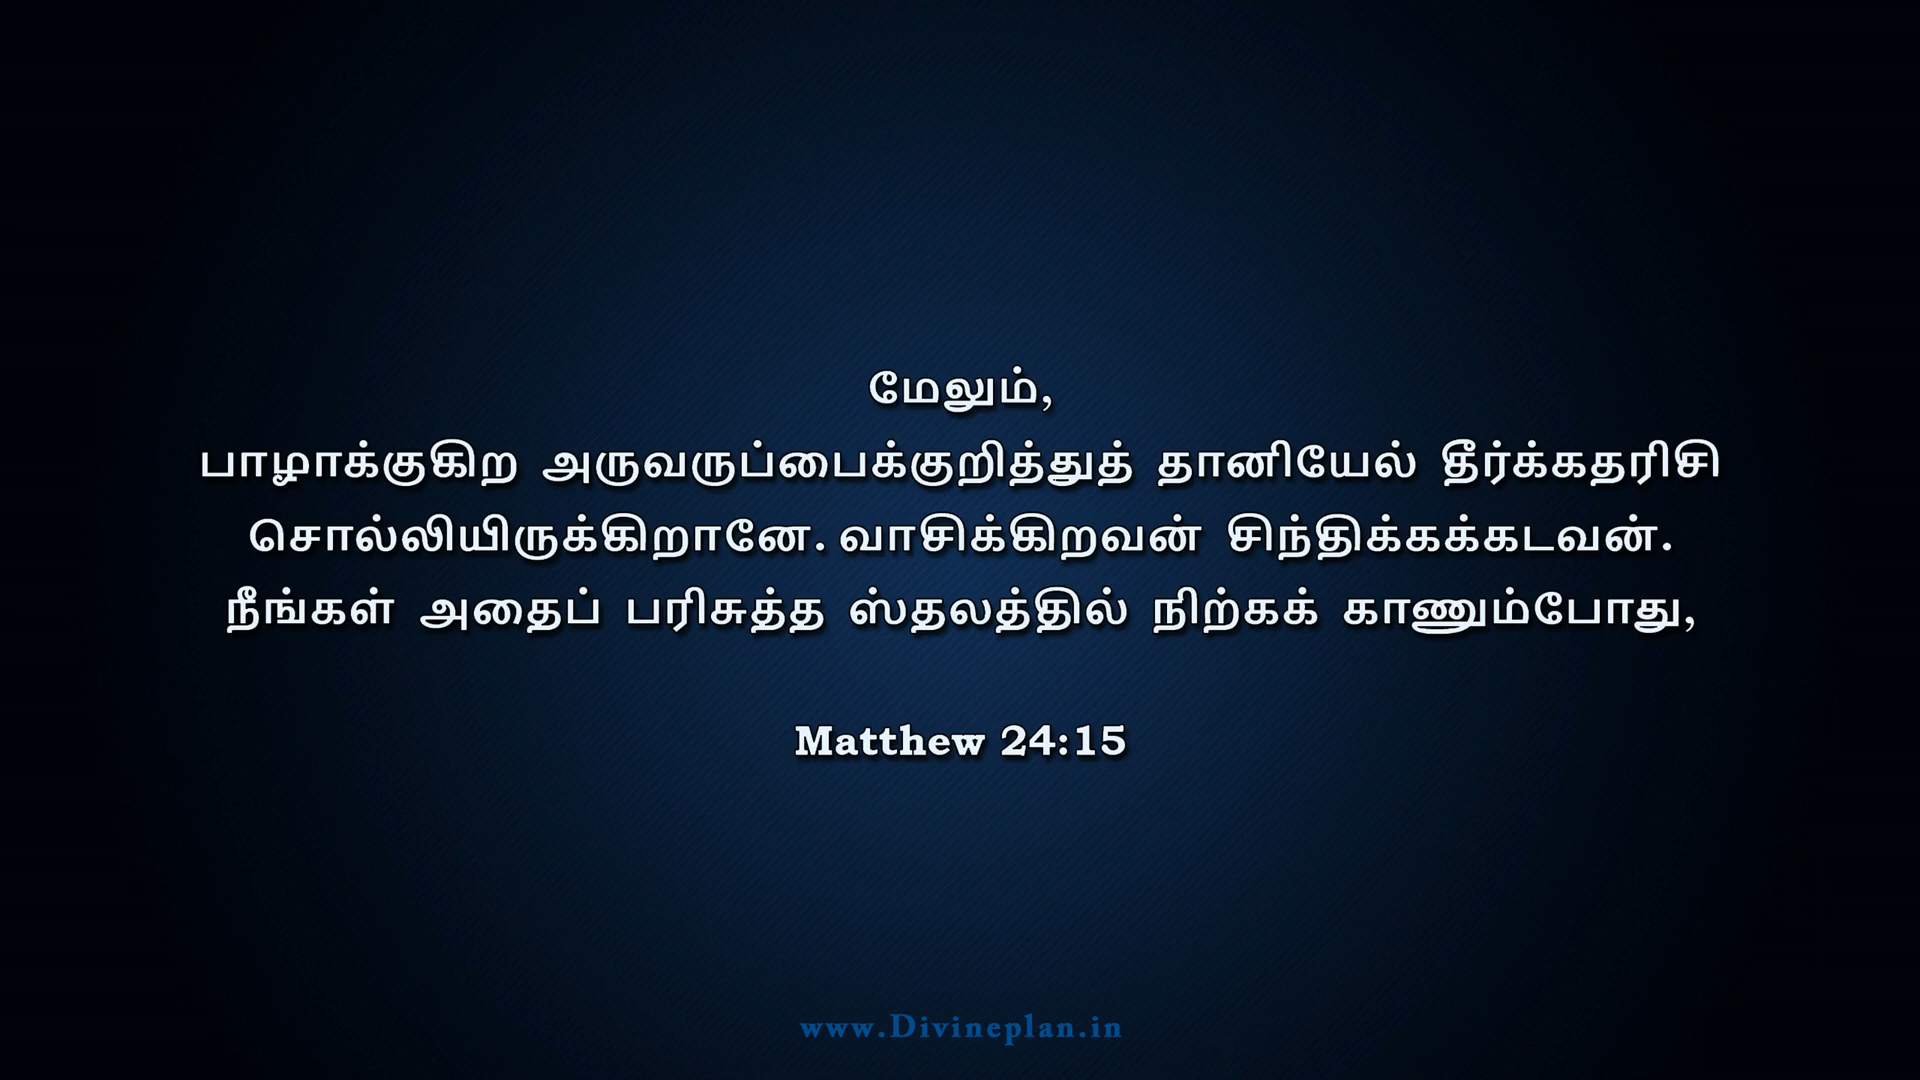 மேலும்,
பாழாக்குகிற அருவருப்பைக்குறித்துத் தானியேல் தீர்க்கதரிசி
சொல்லியிருக்கிறானே. வாசிக்கிறவன் சிந்திக்கக்கடவன்.
நீங்கள் அதைப் பரிசுத்த ஸ்தலத்தில் நிற்கக் காணும்போது,
Matthew 24:15
www.Divineplan.in